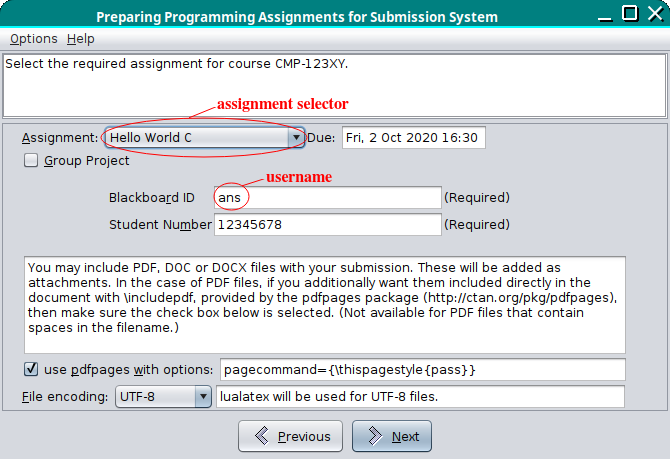 Preparing Programming Assignments for Submission System
Options Help
Select the required assignment for course CMP-123XY.
assignment selector
Assignment: Hello World C Due: Fri, 2 Oct 2020 16:30
Group Project
username
Blackboard ID ans (Required)
Student Number 12345678 (Required)
You may include PDF, DOC or DOCX files with your submission. These will be added as
attachments. In the case of PDF files, if you additionally want them included directly in the
document with \includepdf, provided by the pdfpages package (http://ctan.org/pkg/pdfpages),
then make sure the check box below is selected. (Not available for PDF files that contain
spaces in the filename.)
use pdfpages with options: pagecommand={\thispagestyle{pass}}
File encoding: UTF-8 lualatex will be used for UTF-8 files.
Previous Next